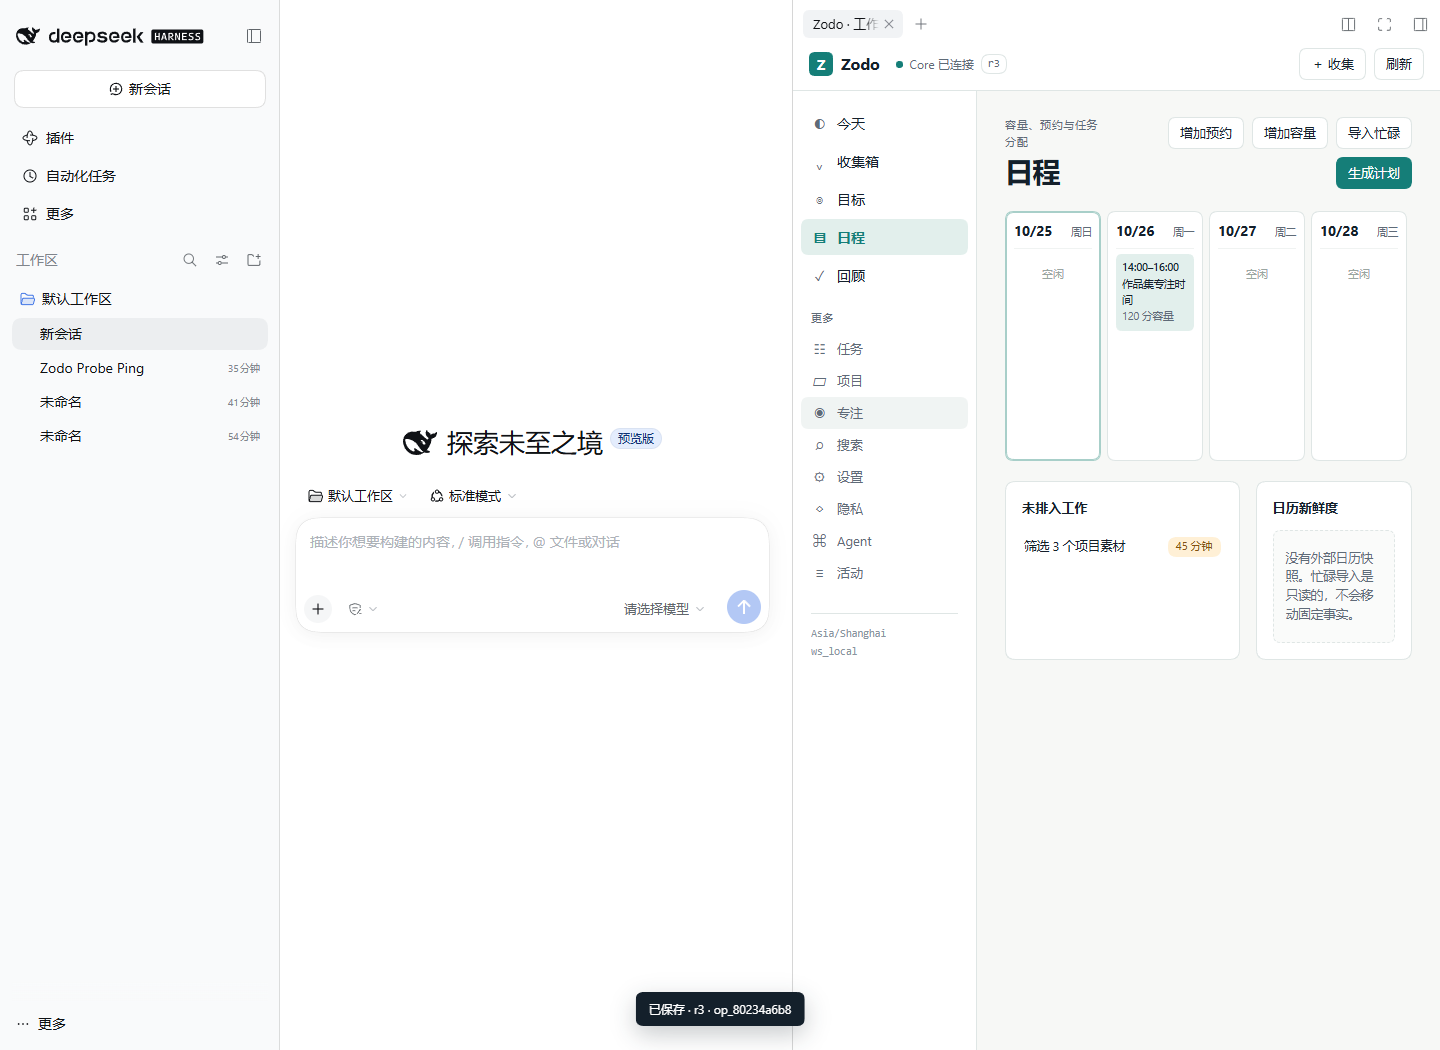 deepseek HARNESS
新会话
插件
自动化任务
更多
工作区
默认工作区
新会话
Zodo Probe Ping 35分钟
未命名 41分钟
未命名 54分钟
更多
探索未至之境 预览版
默认工作区 标准模式
描述你想要构建的内容, / 调用指令, @ 文件或对话
请选择模型
Zodo · 工作
Z Zodo Core 已连接 r3
+ 收集 刷新
今天
收集箱
目标
日程
回顾
更多
任务
项目
专注
搜索
设置
隐私
Agent
活动
Asia/Shanghai
ws_local
容量、预约与任务
分配
日程
增加预约 增加容量 导入忙碌
生成计划
10/25 周日
空闲
10/26 周一
14:00–16:00
作品集专注时
间
120 分容量
10/27 周二
空闲
10/28 周三
空闲
未排入工作
筛选 3 个项目素材 45 分钟
日历新鲜度
没有外部日历快
照。忙碌导入是
只读的，不会移
动固定事实。
已保存 · r3 · op_80234a6b8